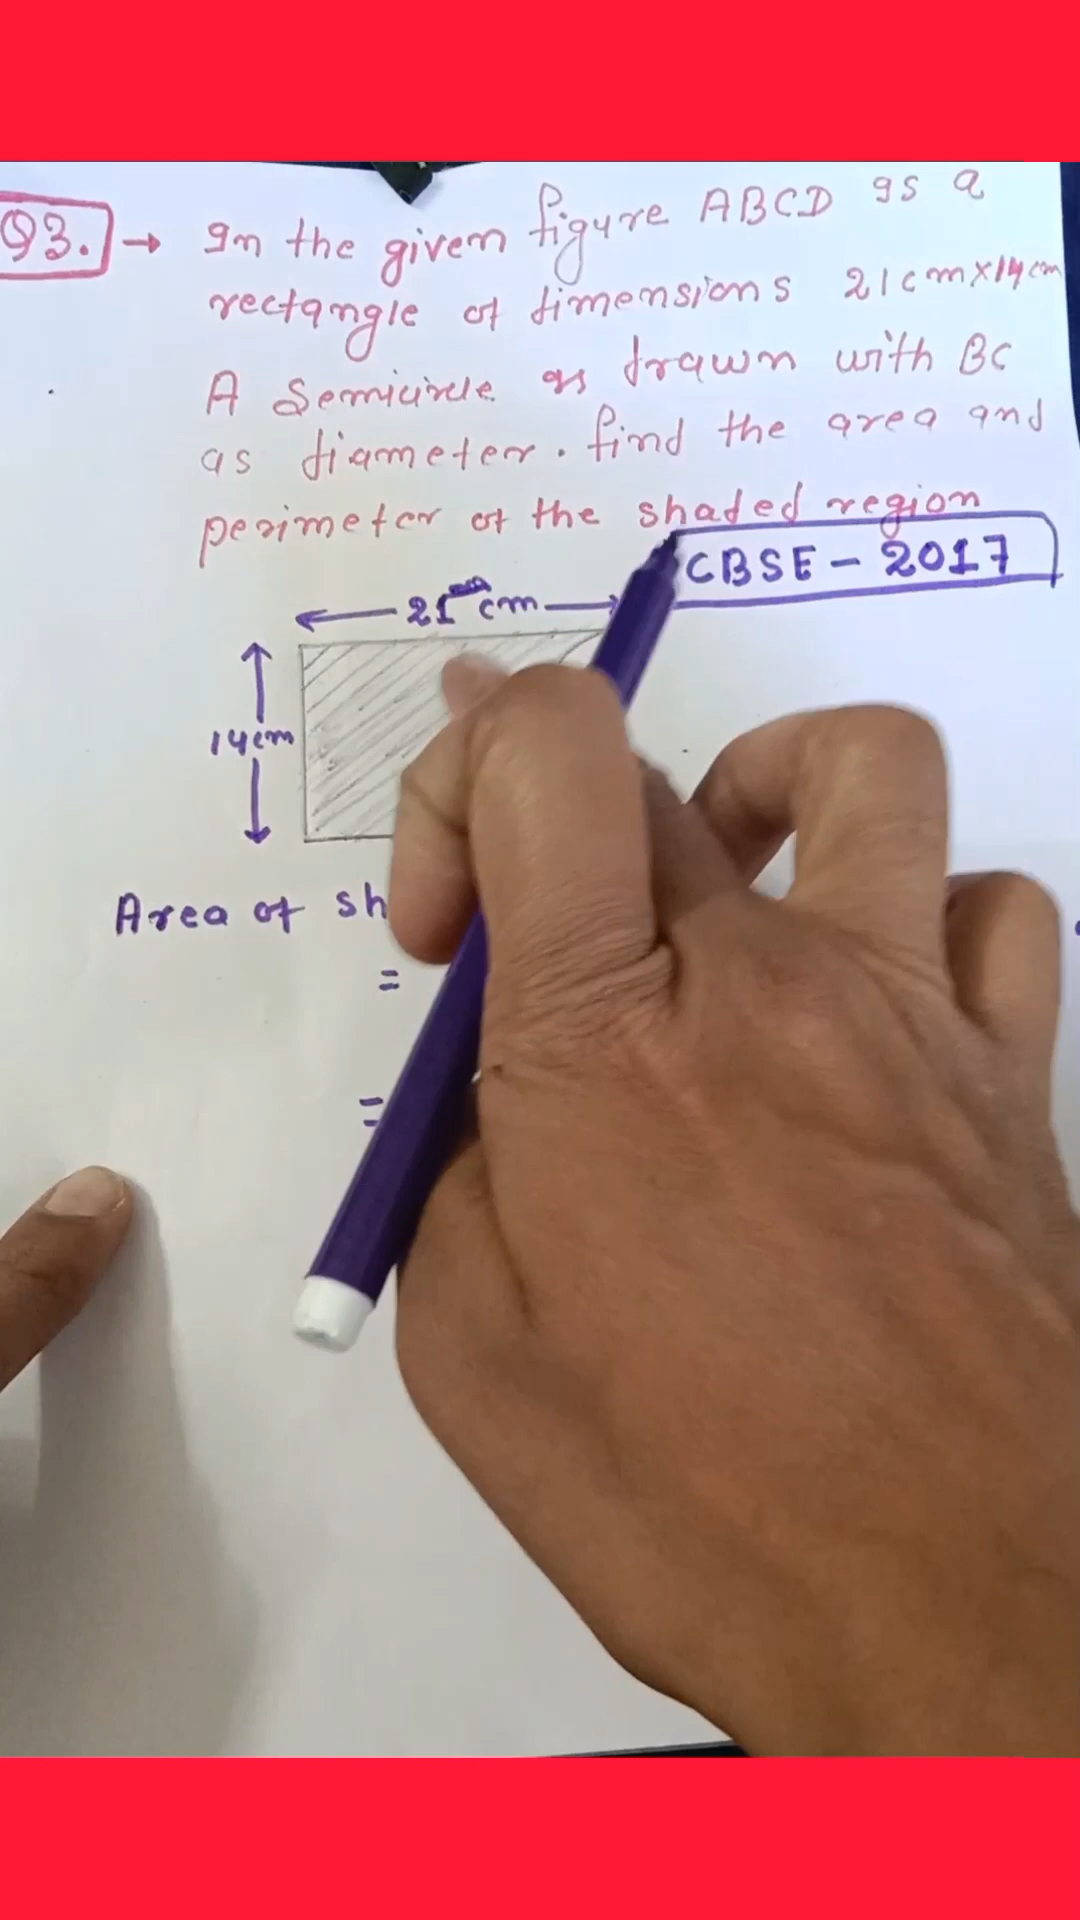 Q3. → In the given figure ABCD is a
rectangle of dimensions 21cm×14cm
A Semicircle is drawn with BC
as diameter. find the area and
perimeter of the shaded region
CBSE - 2017
21 cm
14cm
Area of sh
=
=